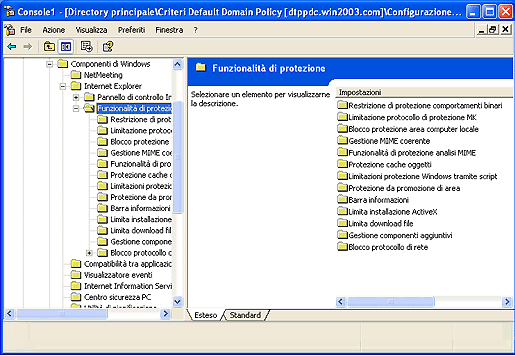 Console1 - [Directory principale\Criteri Default Domain Policy [dtppdc.win2003.com]\Configurazione...
File Azione Visualizza Preferiti Finestra ?
Componenti di Windows
NetMeeting
Internet Explorer
Pannello di controllo In
Funzionalità di protezi
Restrizione di prot
Limitazione protoco
Blocco protezione
Gestione MIME coe
Funzionalità di pro
Protezione cache o
Limitazioni protezio
Protezione da pro
Barra informazioni
Limita installazione
Limita download fil
Gestione compone
Blocco protocollo d
Compatibilità tra applicazio
Visualizzatore eventi
Internet Information Servi
Centro sicurezza PC
Funzionalità di protezione
Selezionare un elemento per visualizzarne
la descrizione.
Impostazioni
Restrizione di protezione comportamenti binari
Limitazione protocollo di protezione MK
Blocco protezione area computer locale
Gestione MIME coerente
Funzionalità di protezione analisi MIME
Protezione cache oggetti
Limitazioni protezione Windows tramite script
Protezione da promozione di area
Barra informazioni
Limita installazione ActiveX
Limita download file
Gestione componenti aggiuntivi
Blocco protocollo di rete
Esteso Standard